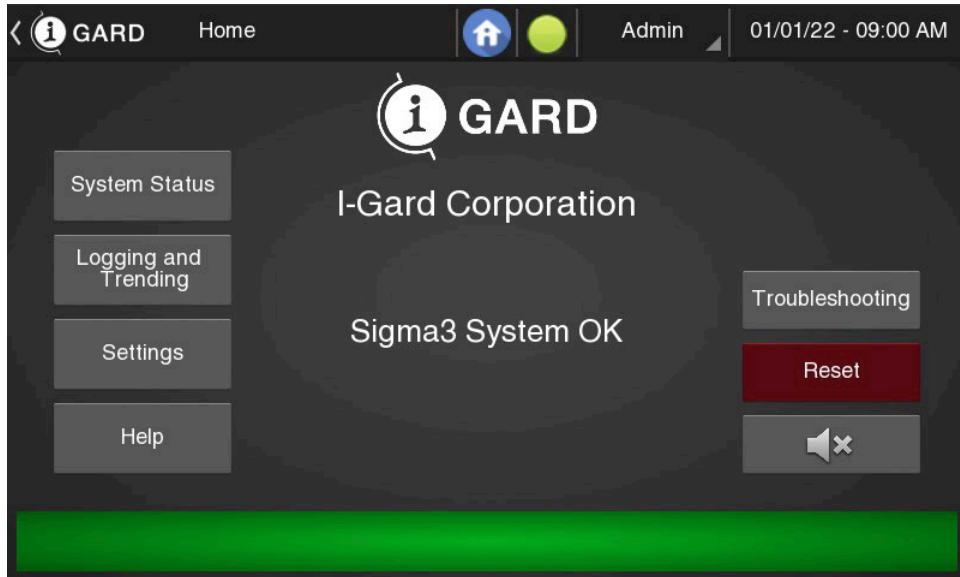 i GARD Home Admin 01/01/22 - 09:00 AM
i GARD
I-Gard Corporation
Sigma3 System OK
System Status
Logging and
Trending
Settings
Help
Troubleshooting
Reset